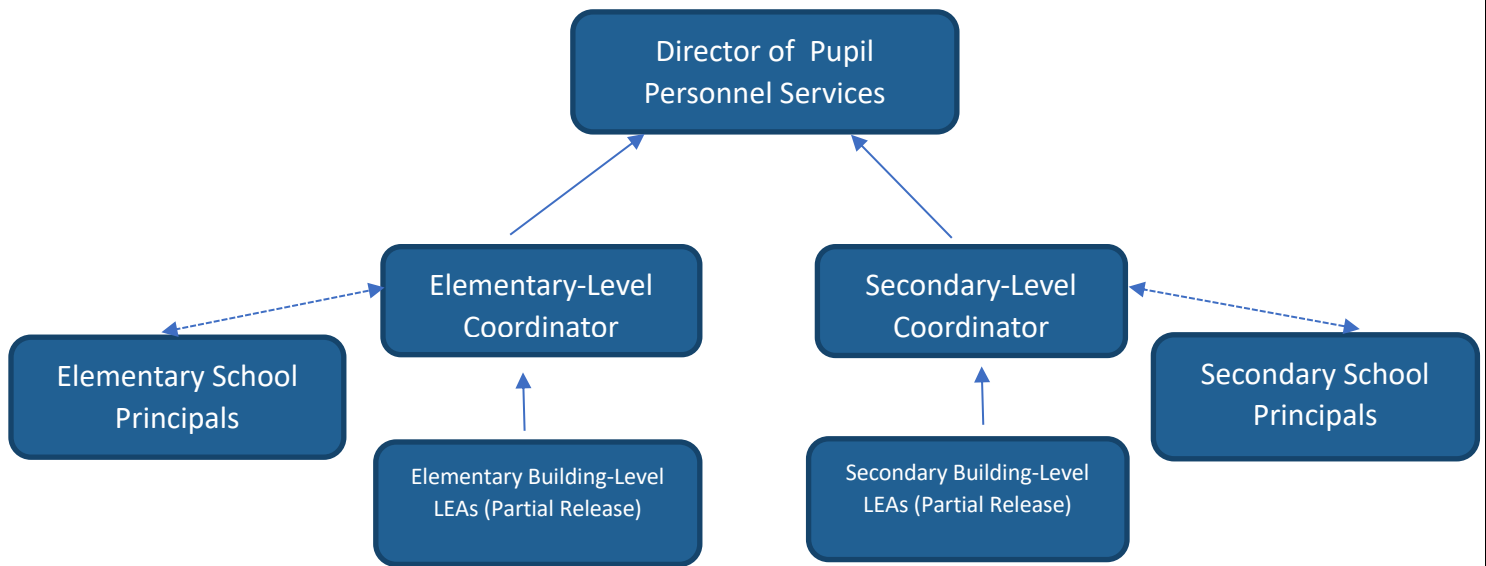 Director of Pupil
Personnel Services
Elementary-Level
Coordinator
Secondary-Level
Coordinator
Elementary School
Principals
Secondary School
Principals
Elementary Building-Level
LEAs (Partial Release)
Secondary Building-Level
LEAs (Partial Release)